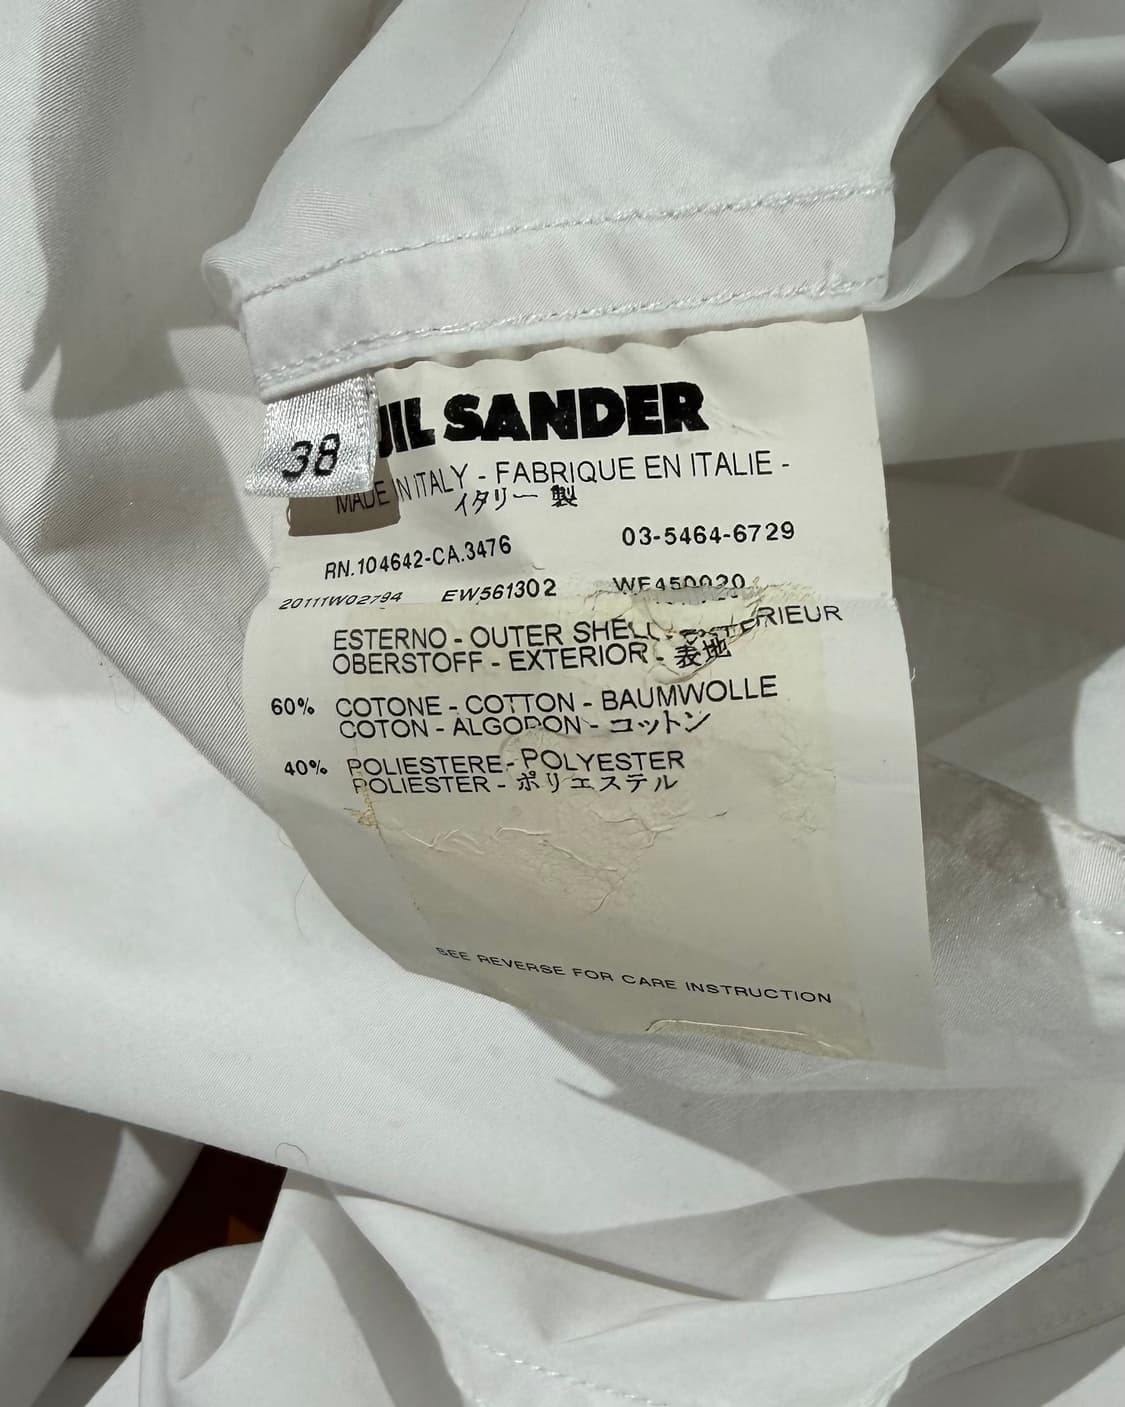 38
JIL SANDER
MADE IN ITALY - FABRIQUE EN ITALIE -
イタリー 製
RN.104642-CA.3476 03-5464-6729
20111W02794 EW561302 WF450020
ESTERNO - OUTER SHELL
OBERSTOFF - EXTERIOR - 表地
60% COTONE - COTTON - BAUMWOLLE
COTON - ALGODON - コットン
40% POLIESTERE - POLYESTER
POLIESTER - ポリエステル
SEE REVERSE FOR CARE INSTRUCTION